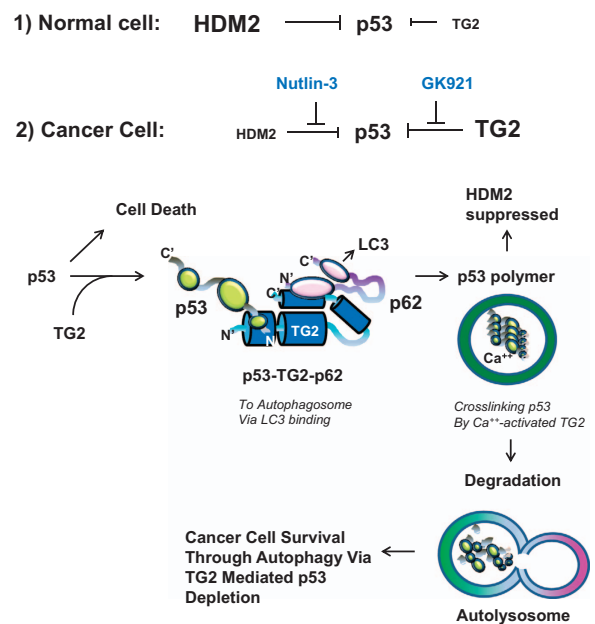 1) Normal cell: HDM2 p53 TG2
Nutlin-3 GK921
2) Cancer Cell: HDM2 p53 TG2
HDM2
suppressed
Cell Death
LC3
C'
C'
p53
N'
C'
p53
p62
p53 polymer
TG2
N'
N'
TG2
Ca++
p53-TG2-p62
To Autophagosome
Via LC3 binding
Crosslinking p53
By Ca++-activated TG2
Degradation
Cancer Cell Survival
Through Autophagy Via
TG2 Mediated p53
Depletion
Autolysosome